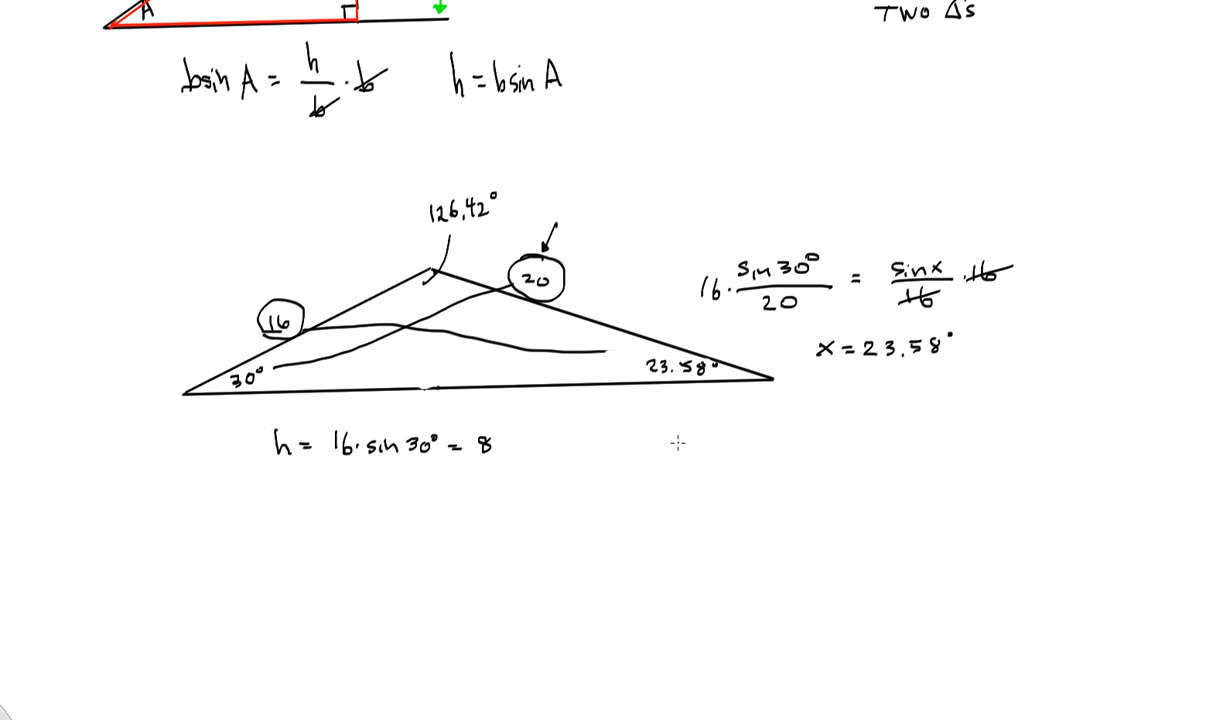 A
TWO Δ's
bsin A = h/b · b
h = b sin A
126.42°
20
16
30°
23.58°
16 · sin 30°/20 = sin x/16 · 16
x = 23.58°
h = 16 · sin 30° = 8